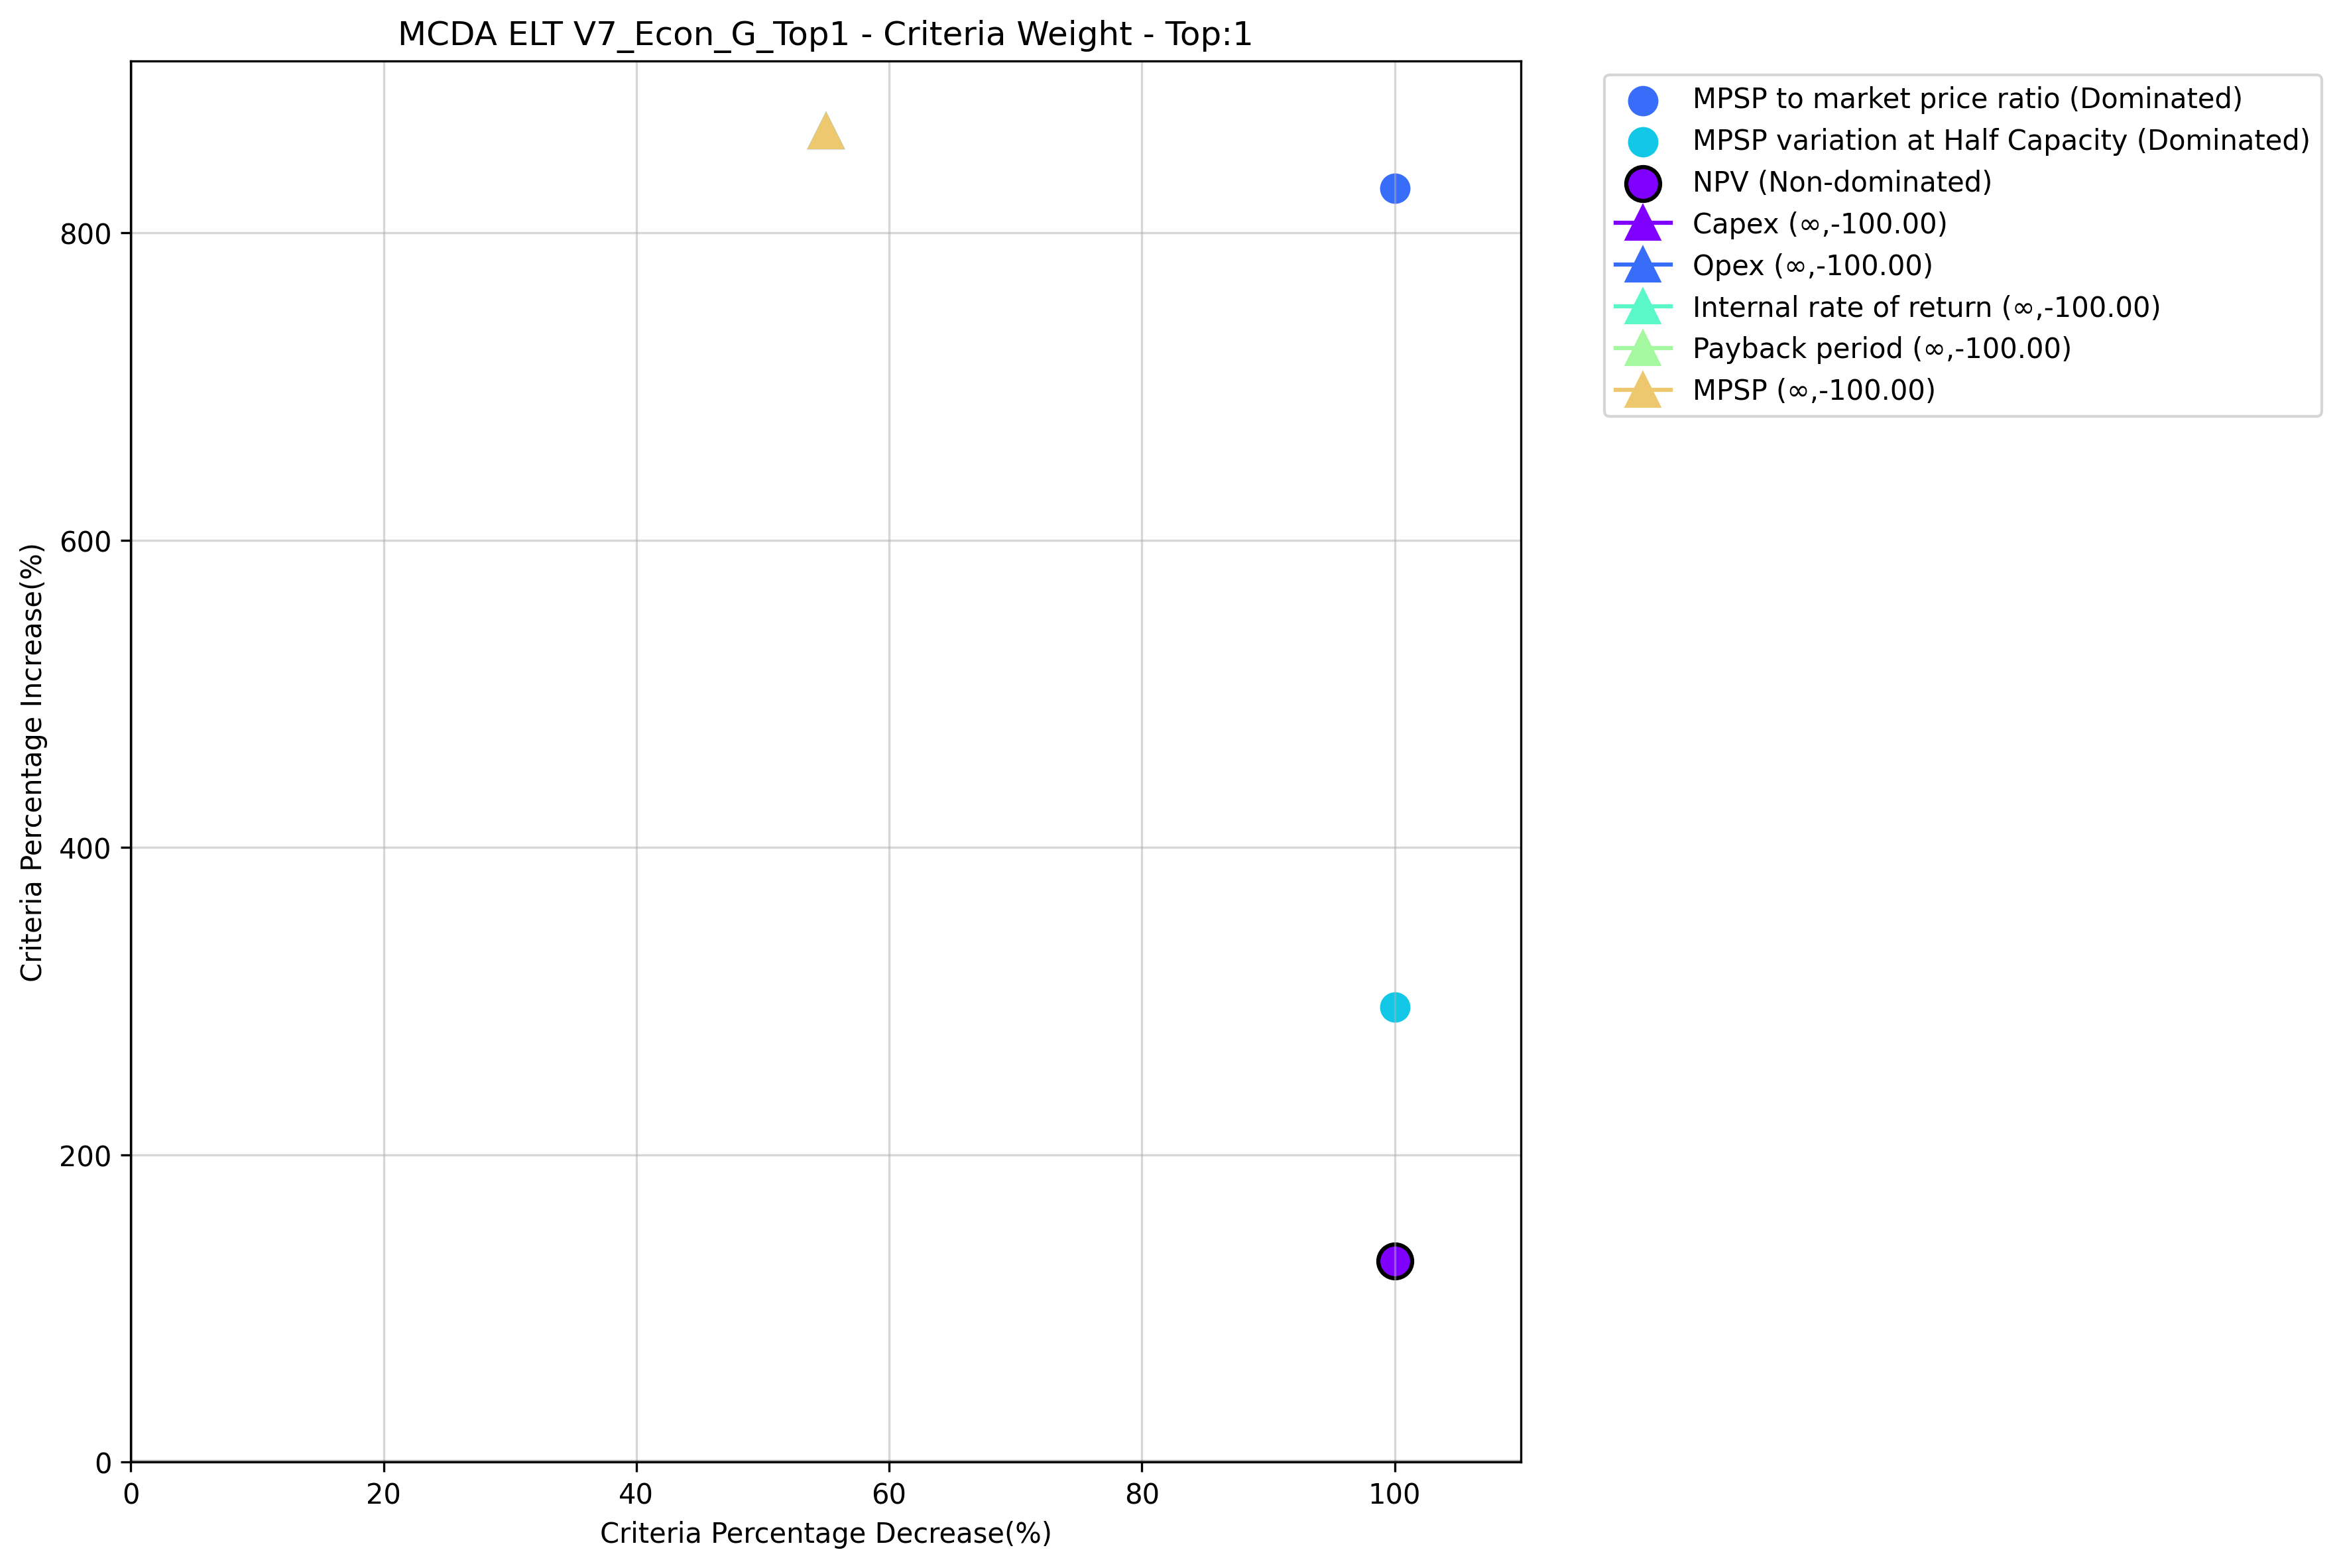 MCDA ELT V7_Econ_G_Top1 - Criteria Weight - Top:1
MPSP to market price ratio (Dominated)
MPSP variation at Half Capacity (Dominated)
NPV (Non-dominated)
Capex (∞,-100.00)
Opex (∞,-100.00)
Internal rate of return (∞,-100.00)
Payback period (∞,-100.00)
MPSP (∞,-100.00)
Criteria Percentage Increase(%)
800
600
400
200
0
0 20 40 60 80 100
Criteria Percentage Decrease(%)